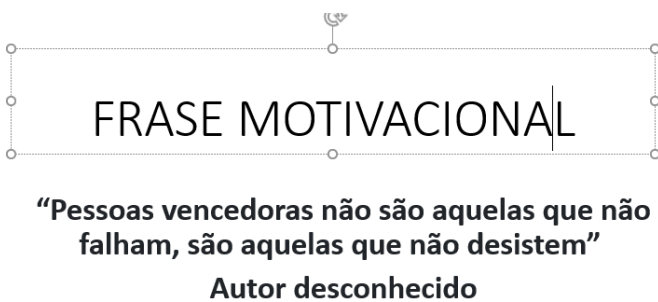 FRASE MOTIVACIONAL
“Pessoas vencedoras não são aquelas que não
falham, são aquelas que não desistem”
Autor desconhecido